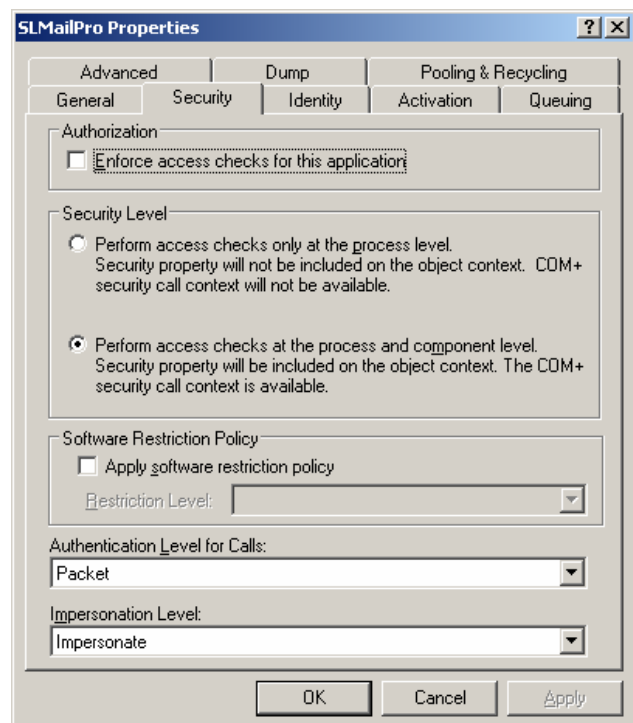 SLMailPro Properties
Advanced Dump Pooling & Recycling
General Security Identity Activation Queuing
Authorization
Enforce access checks for this application
Security Level
Perform access checks only at the process level.
Security property will not be included on the object context. COM+
security call context will not be available.
Perform access checks at the process and component level.
Security property will be included on the object context. The COM+
security call context is available.
Software Restriction Policy
Apply software restriction policy
Restriction Level:
Authentication Level for Calls:
Packet
Impersonation Level:
Impersonate
OK Cancel Apply